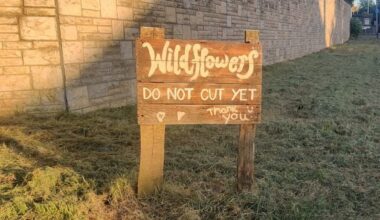 Wildflowers
DO NOT CUT YET
Thank
you